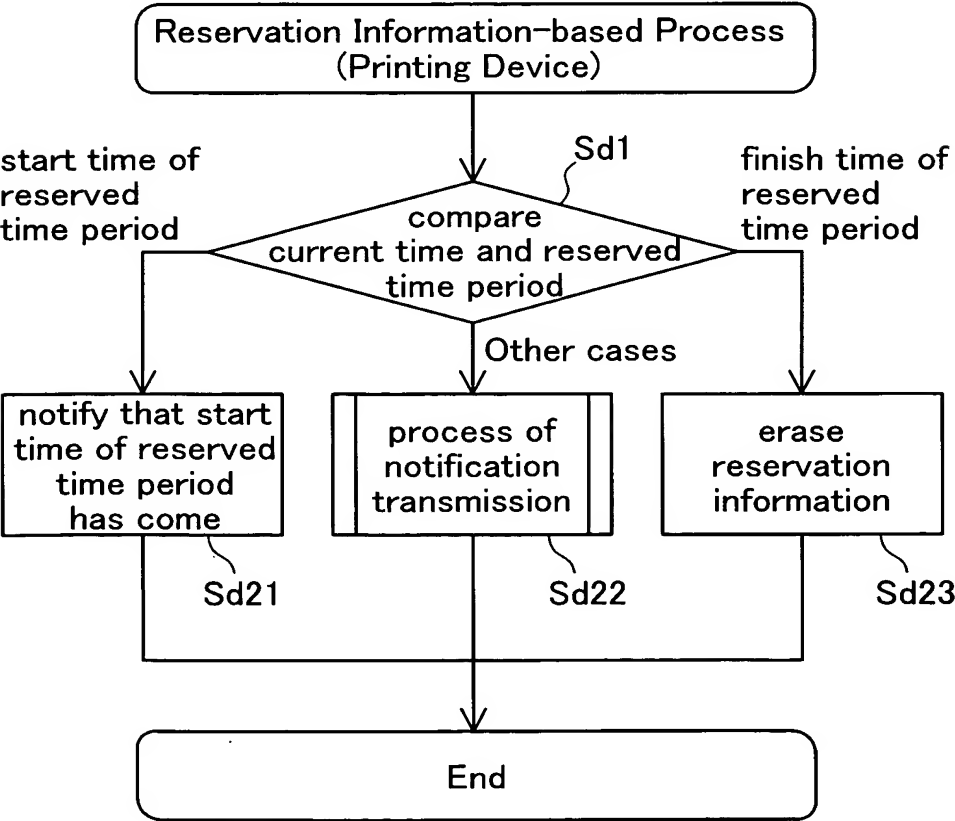 Reservation Information-based Process
(Printing Device)
Sd1
start time of
reserved
time period
finish time of
reserved
time period
compare
current time and reserved
time period
Other cases
notify that start
time of reserved
time period
has come
process of
notification
transmission
erase
reservation
information
Sd21
Sd22
Sd23
End